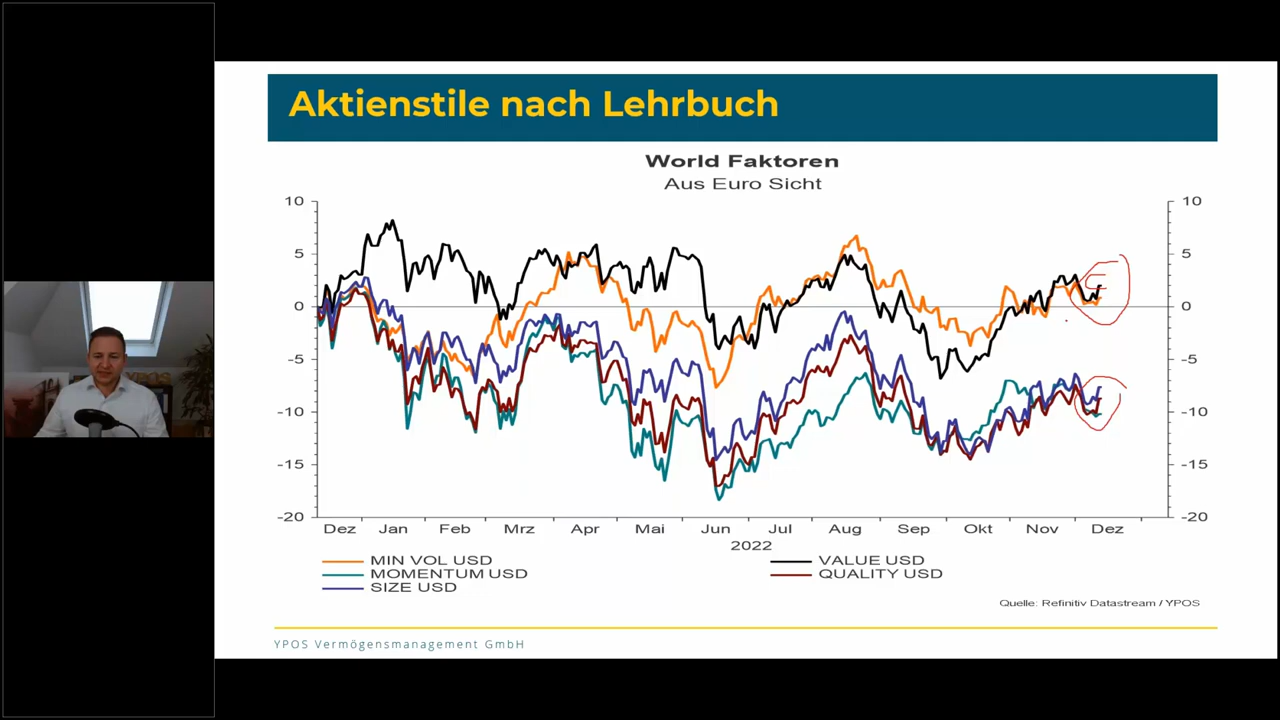 Aktienstile nach Lehrbuch
World Faktoren
Aus Euro Sicht
10 10
5 5
0 0
-5 -5
-10 -10
-15 -15
-20 -20
Dez Jan Feb Mrz Apr Mai Jun Jul Aug Sep Okt Nov Dez
2022
MIN VOL USD VALUE USD
MOMENTUM USD QUALITY USD
SIZE USD
Quelle: Refinitiv Datastream / YPOS
YPOS Vermögensmanagement GmbH
YPOS